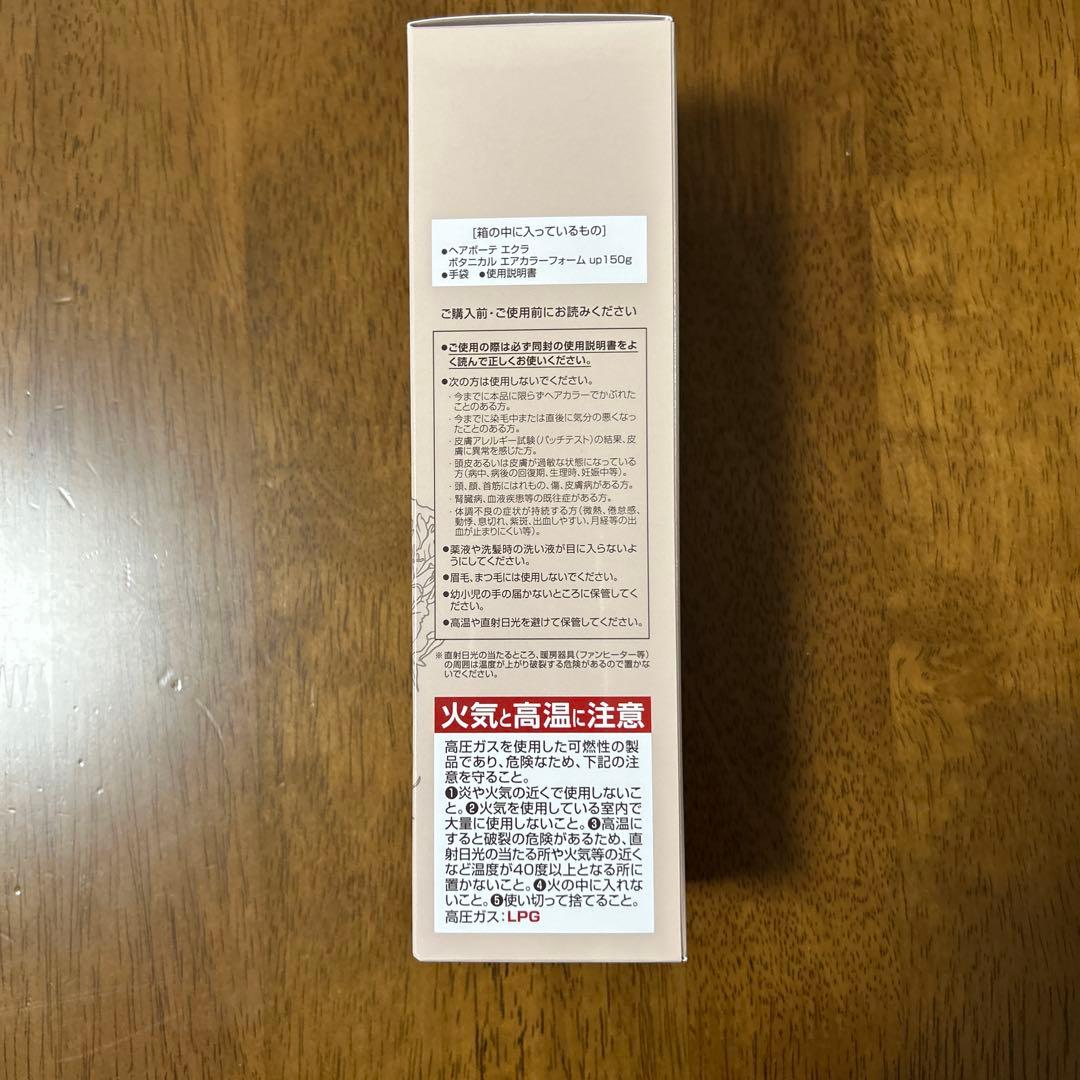 [箱の中に入っているもの]
●ヘアボーテ エクラ
ボタニカル エアカラーフォーム up150g
●手袋 ●使用説明書
ご購入前・ご使用前にお読みください
●ご使用の際は必ず同封の使用説明書をよ
く読んで正しくお使いください。
●次の方は使用しないでください。
・今までに本品に限らずヘアカラーでかぶれた
ことのある方。
・今までに染毛中または直後に気分の悪くなっ
たことのある方。
・皮膚アレルギー試験(パッチテスト)の結果、皮
膚に異常を感じた方。
・頭皮あるいは皮膚が過敏な状態になっている
方(病中、病後の回復期、生理時、妊娠中等)。
・頭、顔、首筋にはれもの、傷、皮膚病がある方。
・腎臓病、血液疾患等の既往症がある方。
・体調不良の症状が持続する方(微熱、倦怠感、
動悸、息切れ、紫斑、出血しやすい、月経等の出
血が止まりにくい等)。
●薬液や洗髪時の洗い液が目に入らないよ
うにしてください。
●眉毛、まつ毛には使用しないでください。
●幼小児の手の届かないところに保管してく
ださい。
●高温や直射日光を避けて保管してください。
※直射日光の当たるところ、暖房器具(ファンヒーター等)
の周囲は温度が上がり破裂する危険があるので置かな
いでください。
火気と高温に注意
高圧ガスを使用した可燃性の製
品であり、危険なため、下記の注
意を守ること。
❶炎や火気の近くで使用しないこ
と。❷火気を使用している室内で
大量に使用しないこと。❸高温に
すると破裂の危険があるため、直
射日光の当たる所や火気等の近く
など温度が40度以上となる所に
置かないこと。❹火の中に入れな
いこと。❺使い切って捨てること。
高圧ガス:LPG